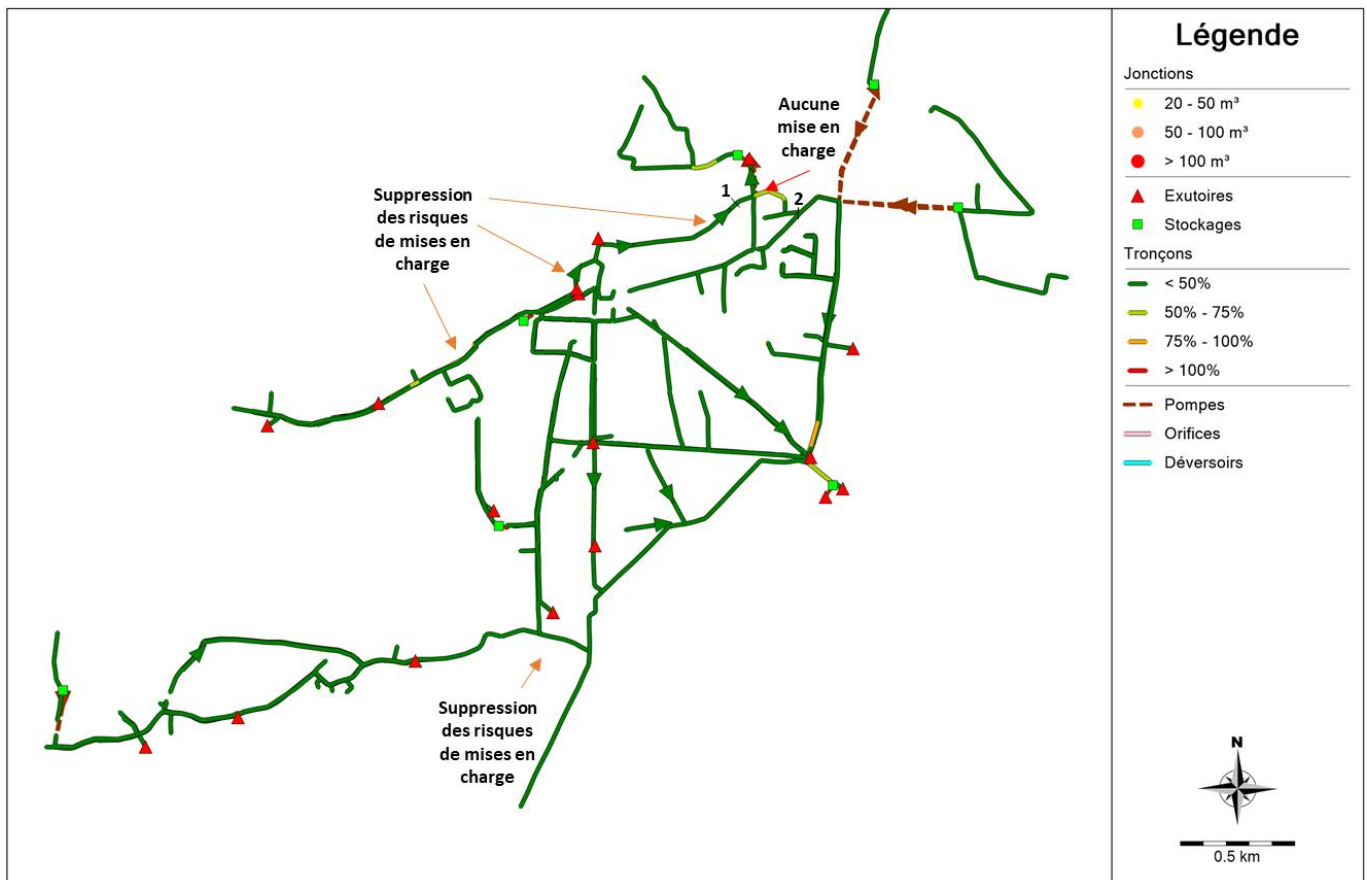 Aucune
mise en
charge
1
2
Suppression
des risques
de mises en
charge
Suppression
des risques
de mises en
charge
Légende
Jonctions
20 - 50 m³
50 - 100 m³
> 100 m³
Exutoires
Stockages
Tronçons
< 50%
50% - 75%
75% - 100%
> 100%
Pompes
Orifices
Déversoirs
N
0.5 km